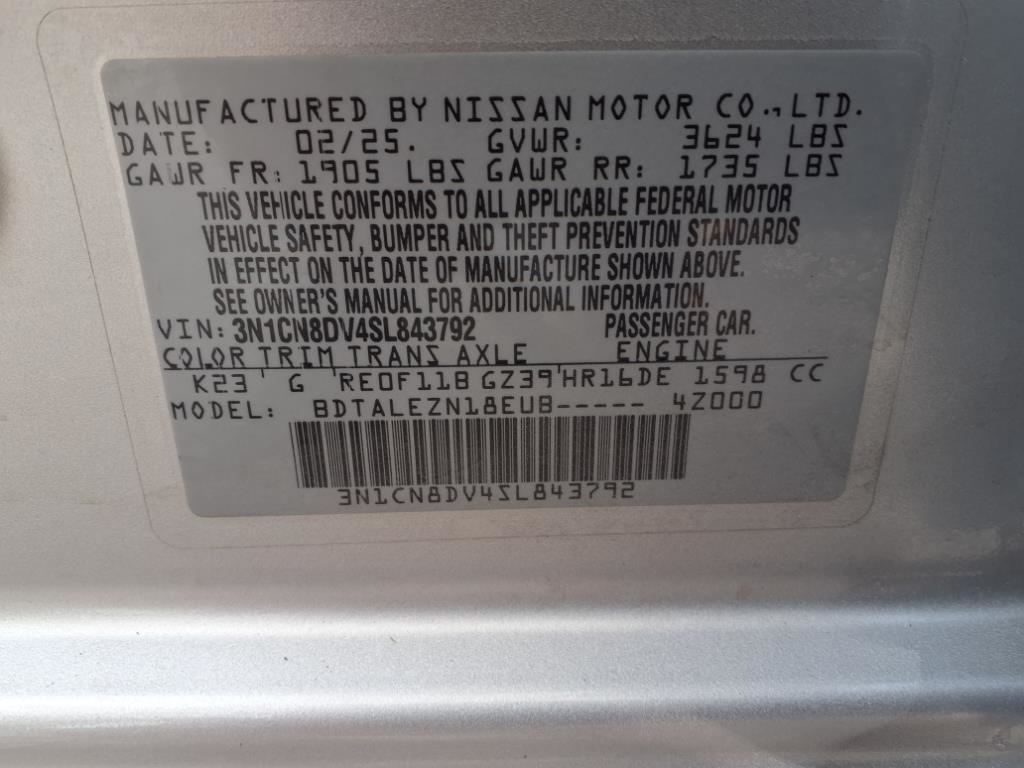 MANUFACTURED BY NISSAN MOTOR CO., LTD.
DATE: 02/25. GVWR: 3624 LBS
GAWR FR: 1905 LBS GAWR RR: 1735 LBS
THIS VEHICLE CONFORMS TO ALL APPLICABLE FEDERAL MOTOR
VEHICLE SAFETY, BUMPER AND THEFT PREVENTION STANDARDS
IN EFFECT ON THE DATE OF MANUFACTURE SHOWN ABOVE.
SEE OWNER'S MANUAL FOR ADDITIONAL INFORMATION.
VIN: 3N1CN8DV4SL843792 PASSENGER CAR.
COLOR TRIM TRANS AXLE ENGINE
K23 G RE0F11B GZ39 HR16DE 1598 CC
MODEL: BDTALEZN18EUB----- 4Z000
3N1CN8DV4SL843792